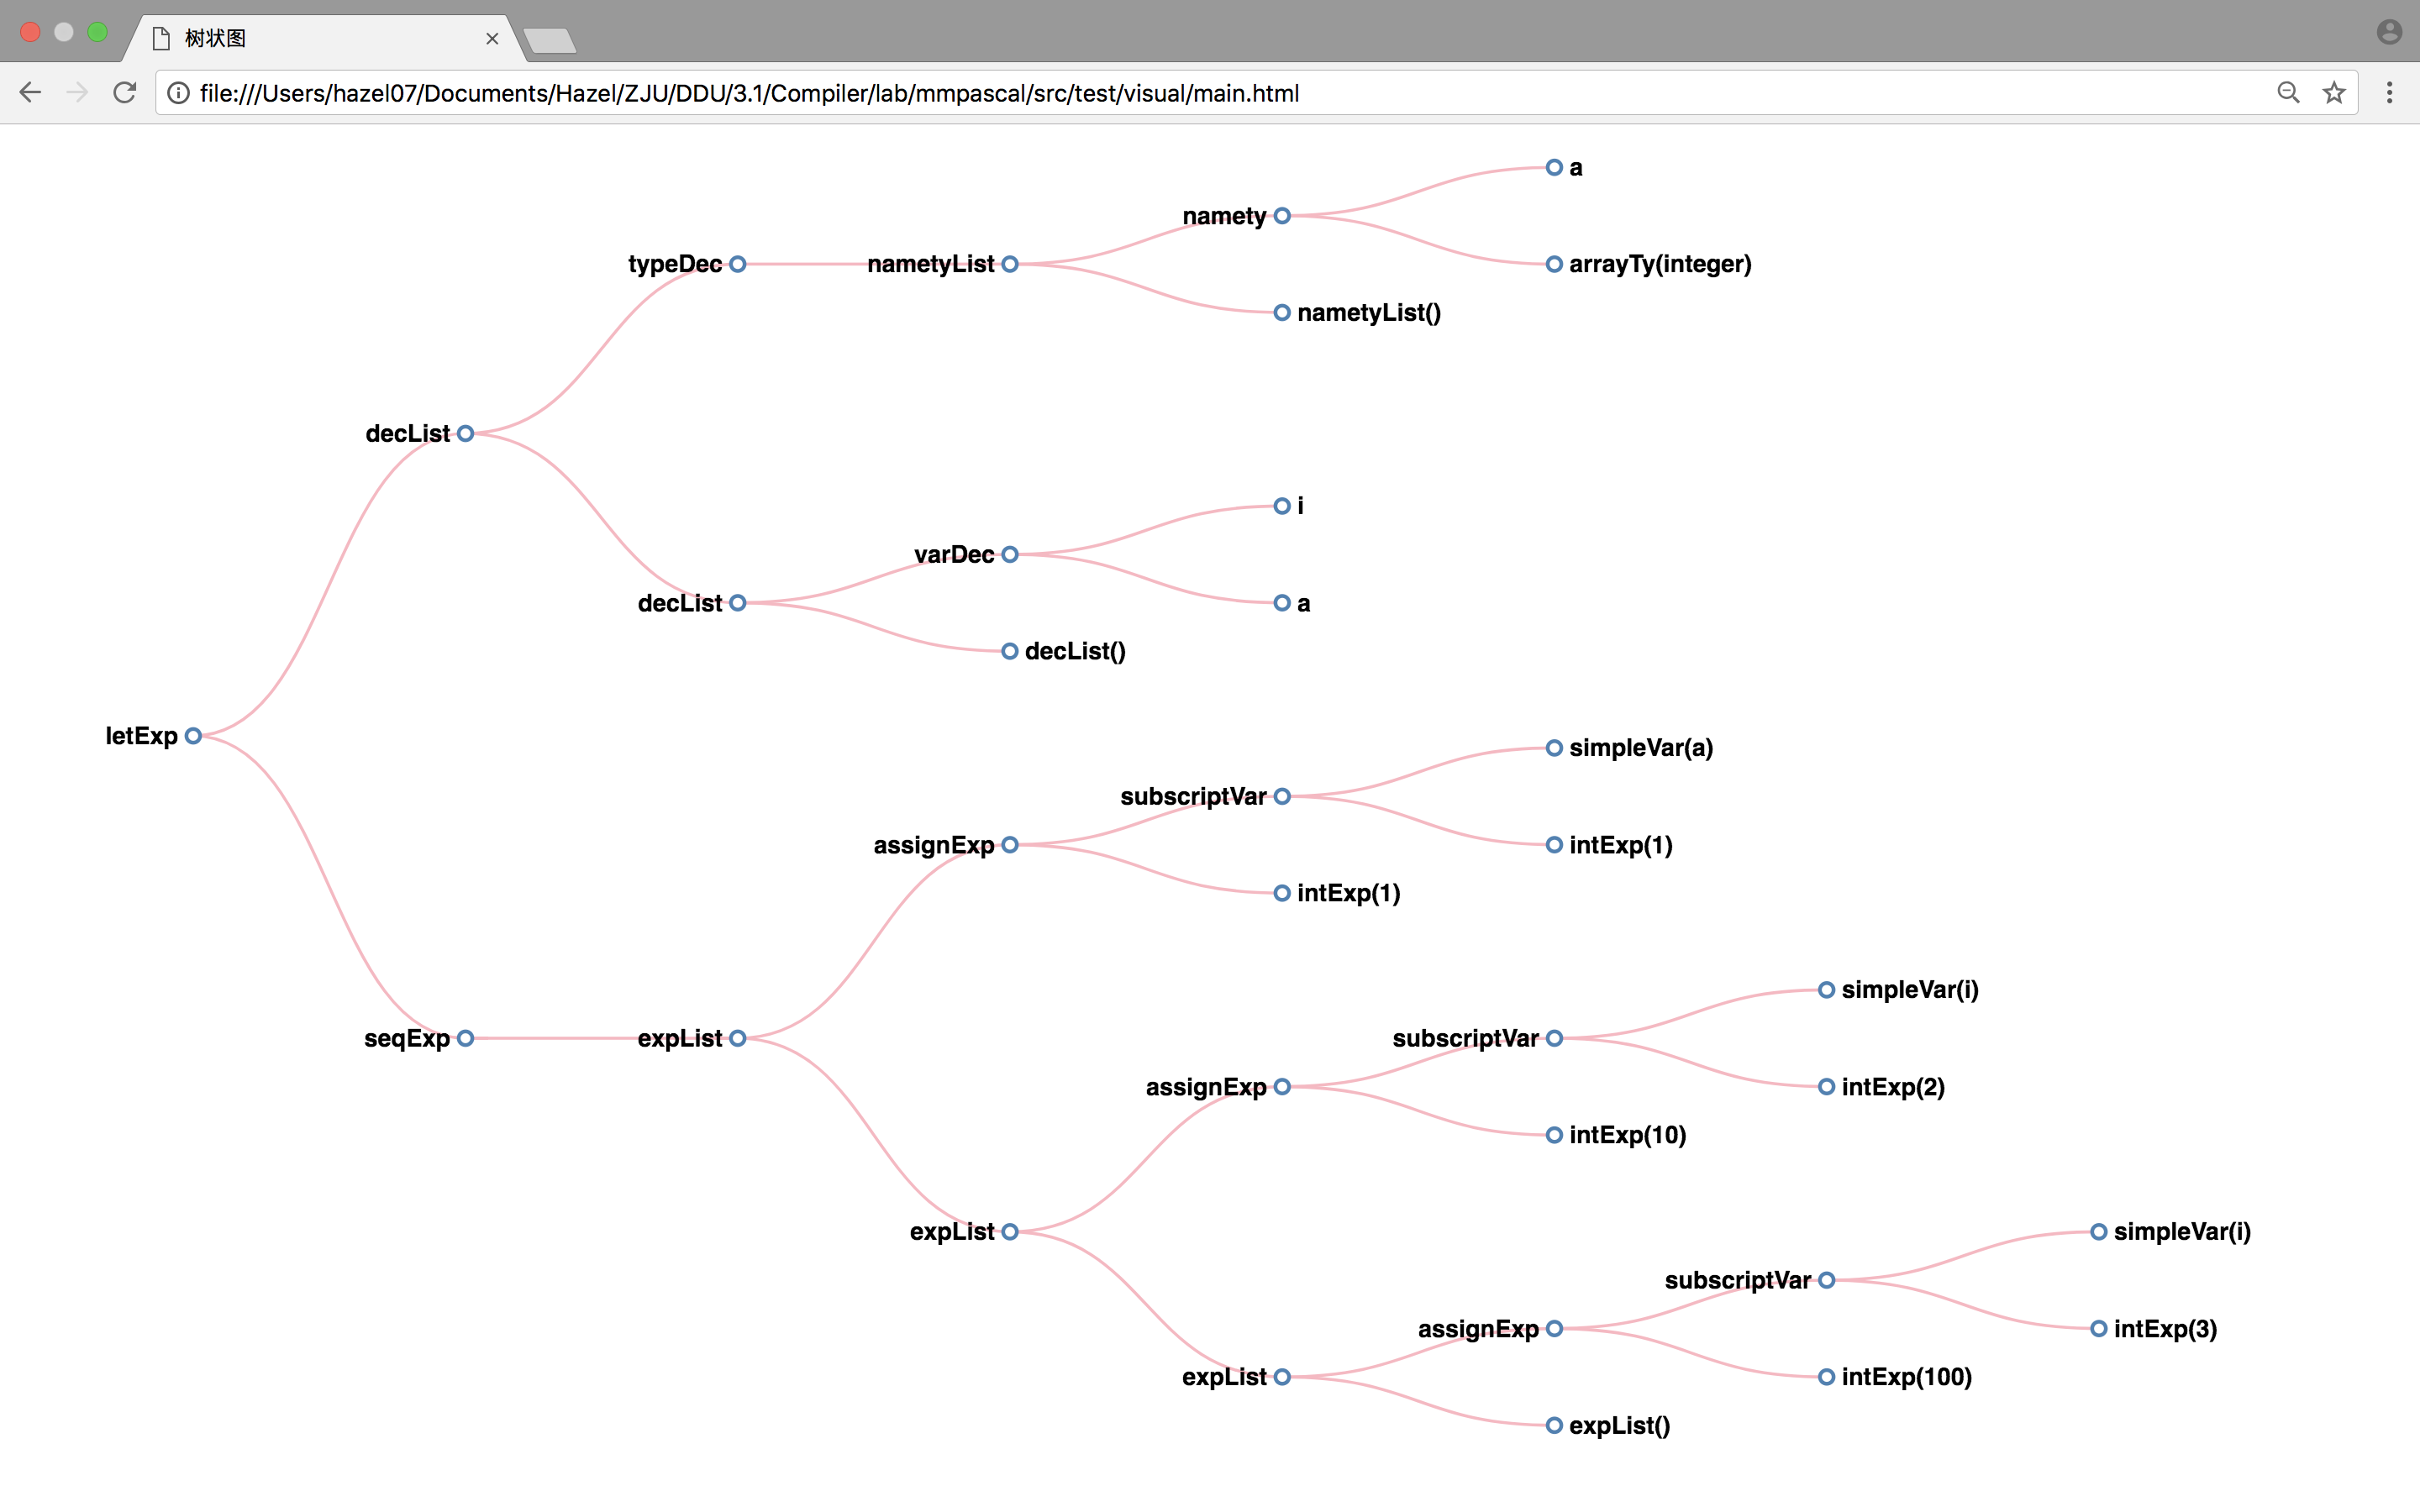 树状图
file:///Users/hazel07/Documents/Hazel/ZJU/DDU/3.1/Compiler/lab/mmpascal/src/test/visual/main.html
a
namety
typeDec nametyList arrayTy(integer)
nametyList()
decList
i
varDec
decList a
decList()
letExp
simpleVar(a)
subscriptVar
assignExp intExp(1)
intExp(1)
simpleVar(i)
seqExp expList subscriptVar
assignExp intExp(2)
intExp(10)
expList simpleVar(i)
subscriptVar
assignExp intExp(3)
expList intExp(100)
expList()